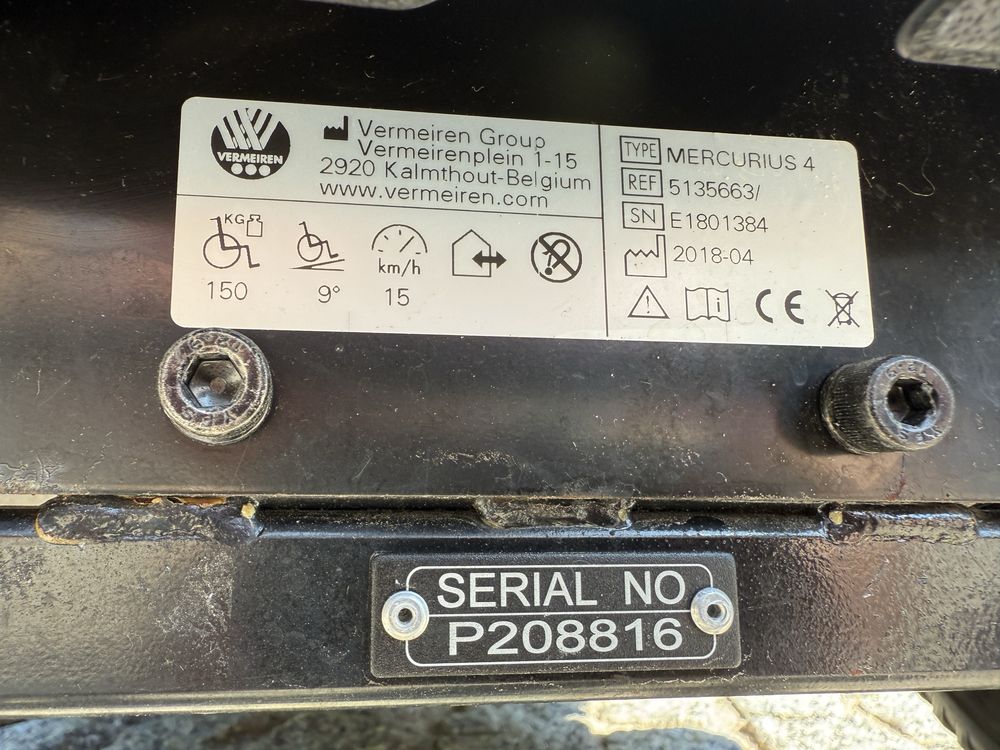 VERMEIREN
Vermeiren Group
Vermeirenplein 1-15
2920 Kalmthout-Belgium
www.vermeiren.com
KG
150
9°
km/h
15
TYPE MERCURIUS 4
REF 5135663/
SN E1801384
2018-04
i
CE
SERIAL NO
P208816